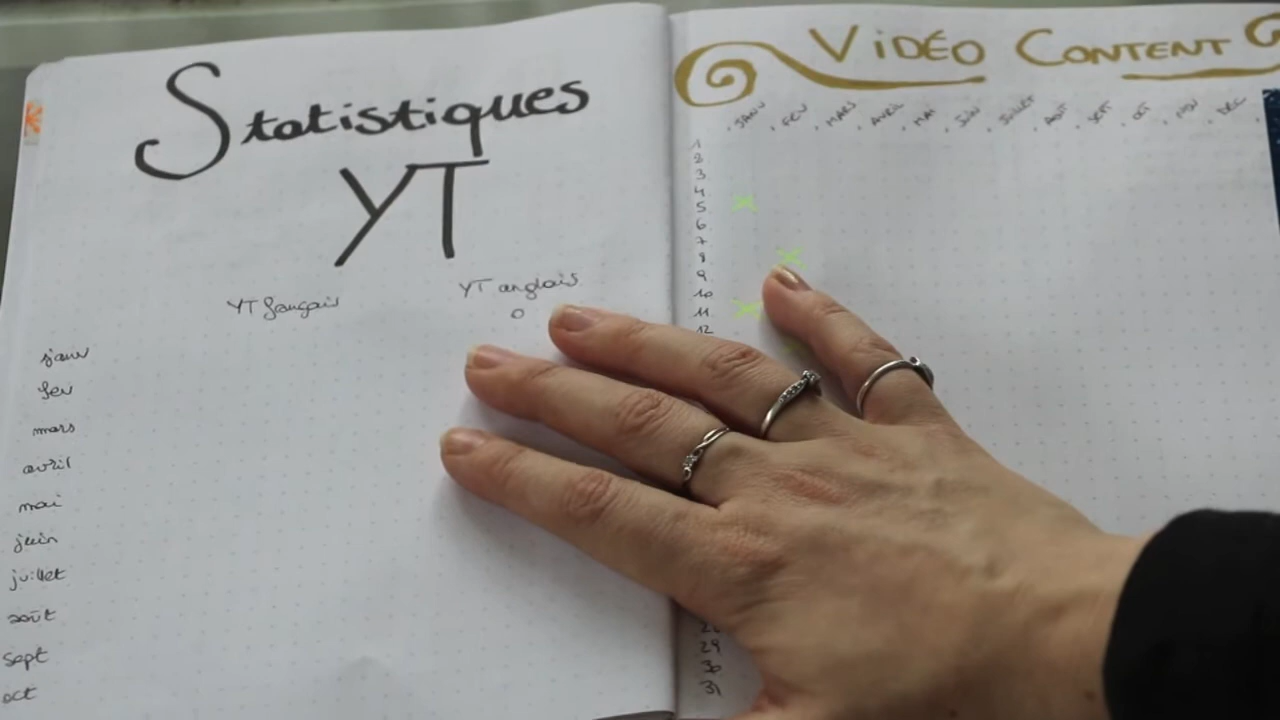 Statistiques
YT
YT français
YT anglais
0
janv
fev
mars
avril
mai
juin
juillet
août
sept
oct
VIDÉO CONTENT
JANV
FEV
MARS
AVRIL
MAI
JUIN
JUILLET
AOÛT
SEPT
OCT
NOV
DEC
1
2
3
4
5
6
7
8
9
10
11
12
29
30
31